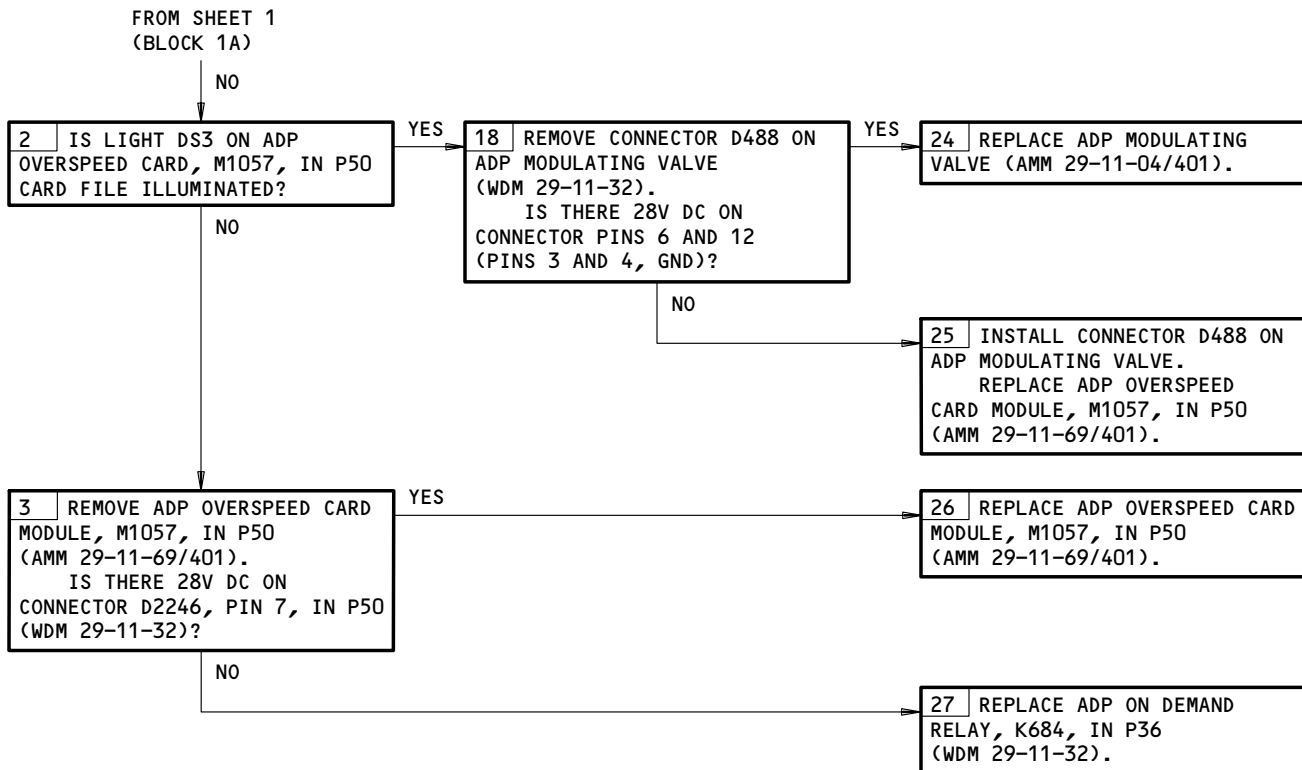 FROM SHEET 1
(BLOCK 1A)
NO
2 IS LIGHT DS3 ON ADP
OVERSPEED CARD, M1057, IN P50
CARD FILE ILLUMINATED?
YES
18 REMOVE CONNECTOR D488 ON
ADP MODULATING VALVE
(WDM 29-11-32).
IS THERE 28V DC ON
CONNECTOR PINS 6 AND 12
(PINS 3 AND 4, GND)?
YES
24 REPLACE ADP MODULATING
VALVE (AMM 29-11-04/401).
NO
NO
25 INSTALL CONNECTOR D488 ON
ADP MODULATING VALVE.
REPLACE ADP OVERSPEED
CARD MODULE, M1057, IN P50
(AMM 29-11-69/401).
3 REMOVE ADP OVERSPEED CARD
MODULE, M1057, IN P50
(AMM 29-11-69/401).
IS THERE 28V DC ON
CONNECTOR D2246, PIN 7, IN P50
(WDM 29-11-32)?
YES
26 REPLACE ADP OVERSPEED CARD
MODULE, M1057, IN P50
(AMM 29-11-69/401).
NO
27 REPLACE ADP ON DEMAND
RELAY, K684, IN P36
(WDM 29-11-32).